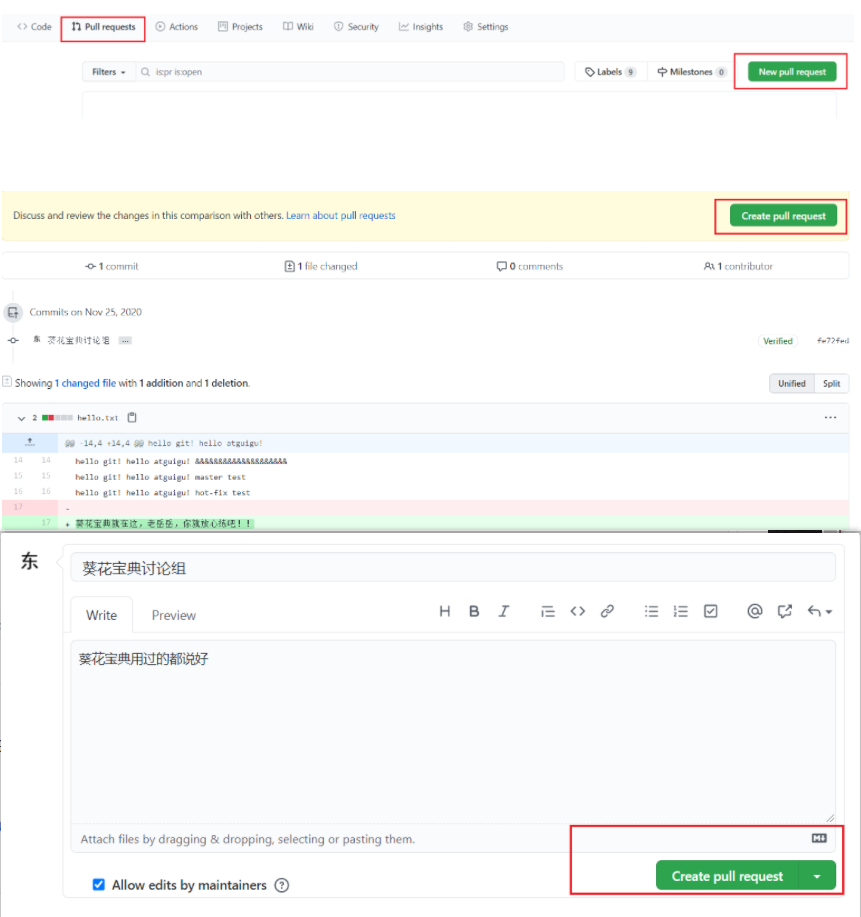 Code Pull requests Actions Projects Wiki Security Insights Settings
Filters is:pr is:open Labels 9 Milestones 0 New pull request
Discuss and review the changes in this comparison with others. Learn about pull requests Create pull request
1 commit 1 file changed 0 comments 1 contributor
Commits on Nov 25, 2020
东 葵花宝典讨论组 … Verified fe72fed
Showing 1 changed file with 1 addition and 1 deletion. Unified Split
2 hello.txt ...
@@ -14,4 +14,4 @@ hello git! hello atguigu!
14 14 hello git! hello atguigu! &&&&&&&&&&&&&&&&&&&&
15 15 hello git! hello atguigu! master test
16 16 hello git! hello atguigu! hot-fix test
17 -
17 + 葵花宝典就在这，老岳岳，你就放心练吧！！
东 葵花宝典讨论组
Write Preview H B I
葵花宝典用过的都说好
Attach files by dragging & dropping, selecting or pasting them.
Allow edits by maintainers ? Create pull request